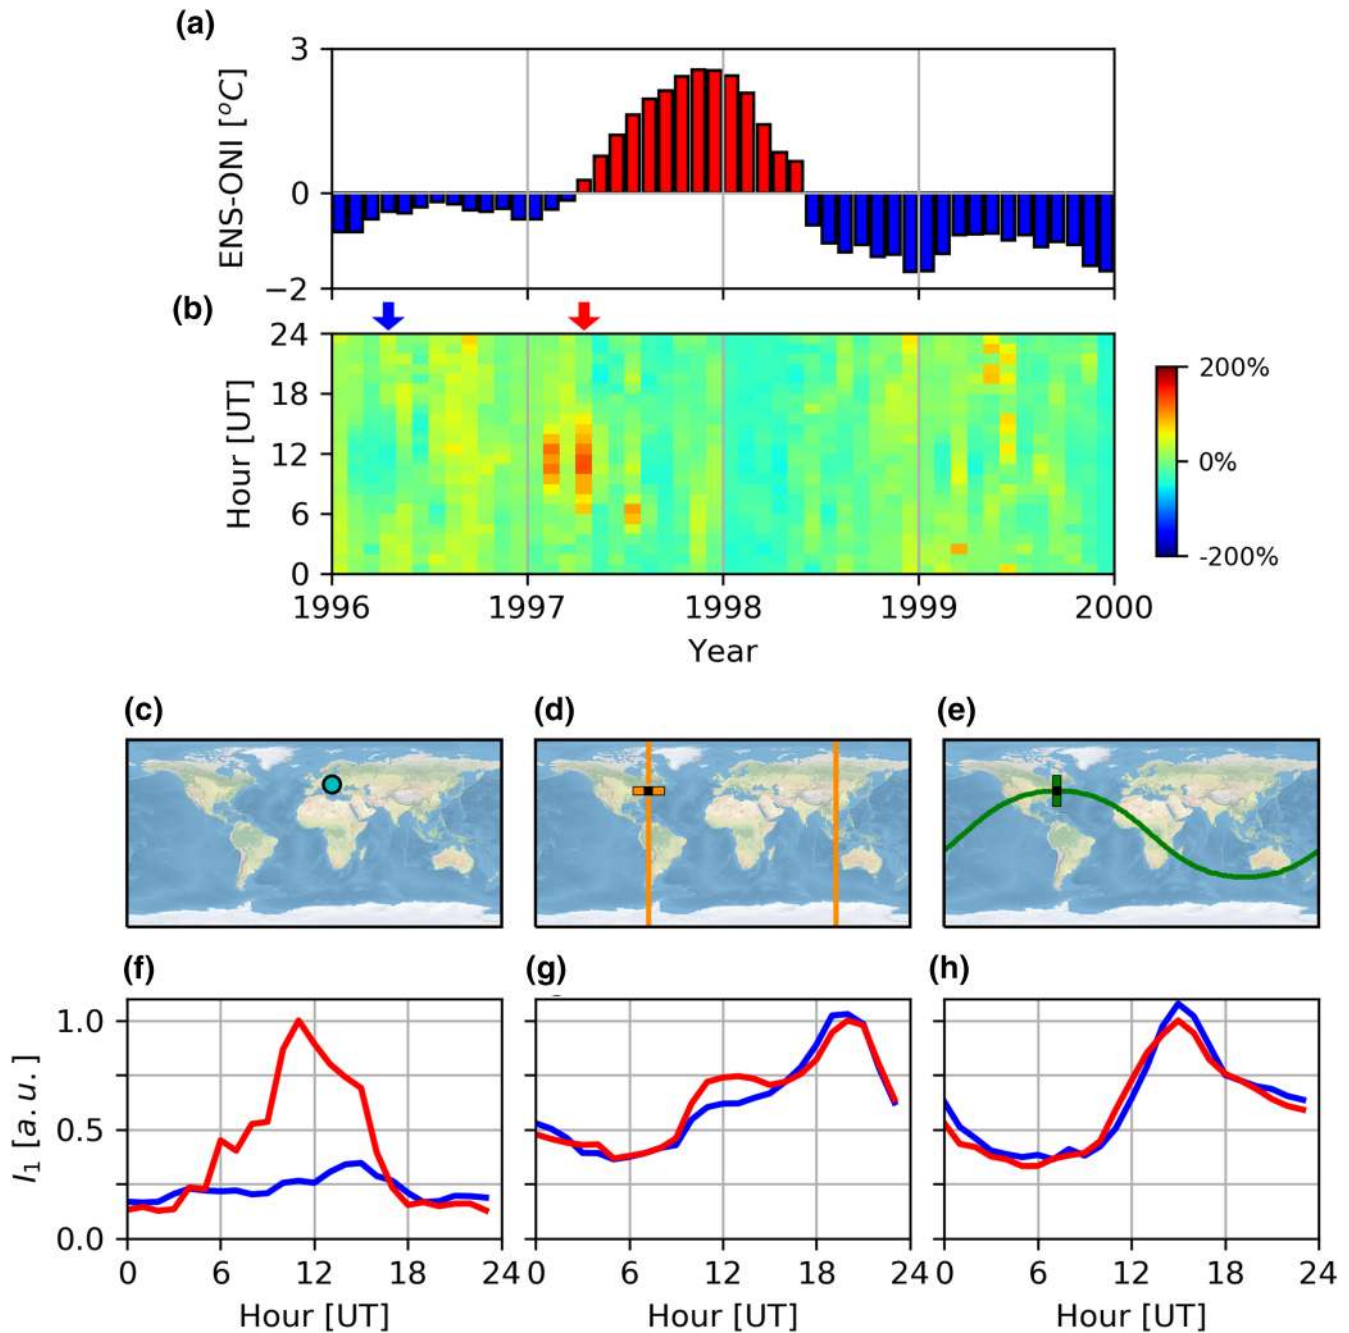 (a)
3
0
−2
ENS-ONI [°C]
(b)
24
18
12
6
0
Hour [UT]
1996 1997 1998 1999 2000
Year
200%
0%
-200%
(c) (d) (e)
(f) (g) (h)
1.0
0.5
0.0
I₁ [a.u.]
0 6 12 18 24 0 6 12 18 24 0 6 12 18 24
Hour [UT] Hour [UT] Hour [UT]